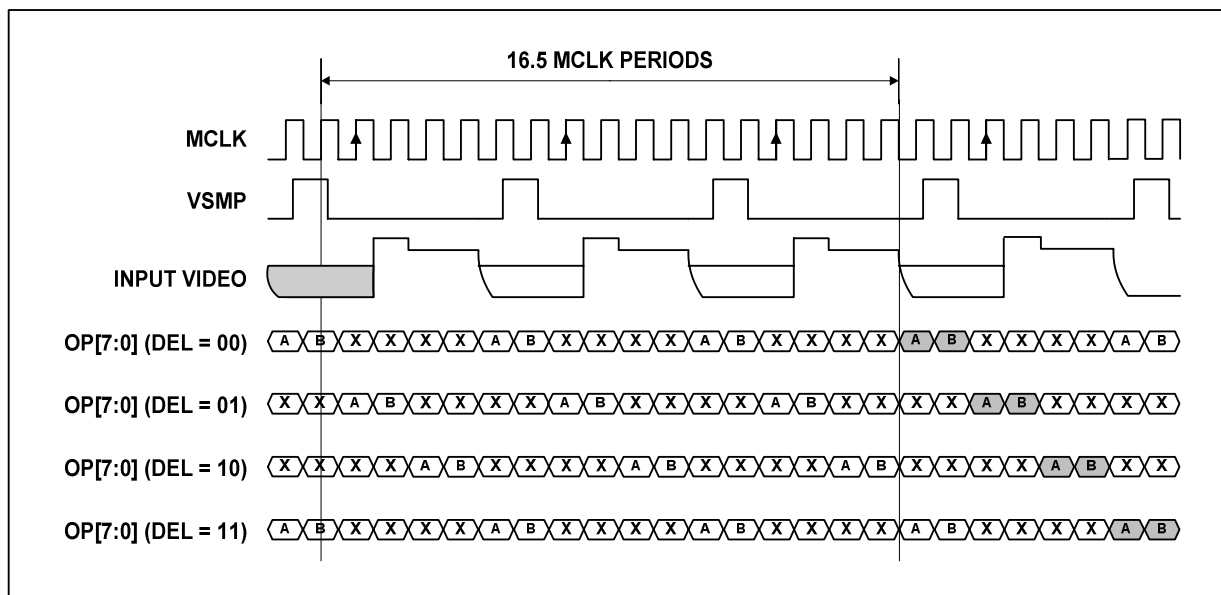 16.5 MCLK PERIODS
MCLK
VSMP
INPUT VIDEO
OP[7:0] (DEL = 00) A B X X X X A B X X X X A B X X X X A B X X X X A B
OP[7:0] (DEL = 01) X X A B X X X X A B X X X X A B X X X X A B X X X X
OP[7:0] (DEL = 10) X X X X A B X X X X A B X X X X A B X X X X A B X X
OP[7:0] (DEL = 11) A B X X X X A B X X X X A B X X X X A B X X X X A B